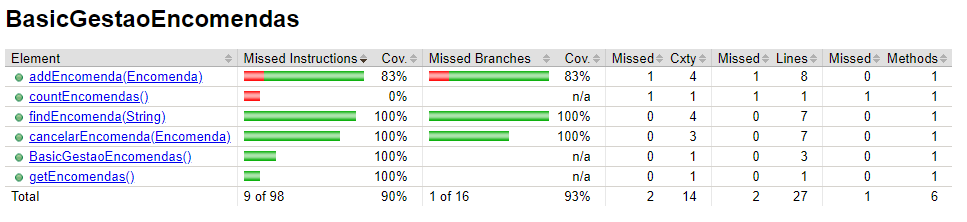 BasicGestaoEncomendas
Element Missed Instructions Cov. Missed Branches Cov. Missed Cxty Missed Lines Missed Methods
addEncomenda(Encomenda) 83% 83% 1 4 1 8 0 1
countEncomendas() 0% n/a 1 1 1 1 1 1
findEncomenda(String) 100% 100% 0 4 0 7 0 1
cancelarEncomenda(Encomenda) 100% 100% 0 3 0 7 0 1
BasicGestaoEncomendas() 100% n/a 0 1 0 3 0 1
getEncomendas() 100% n/a 0 1 0 1 0 1
Total 9 of 98 90% 1 of 16 93% 2 14 2 27 1 6